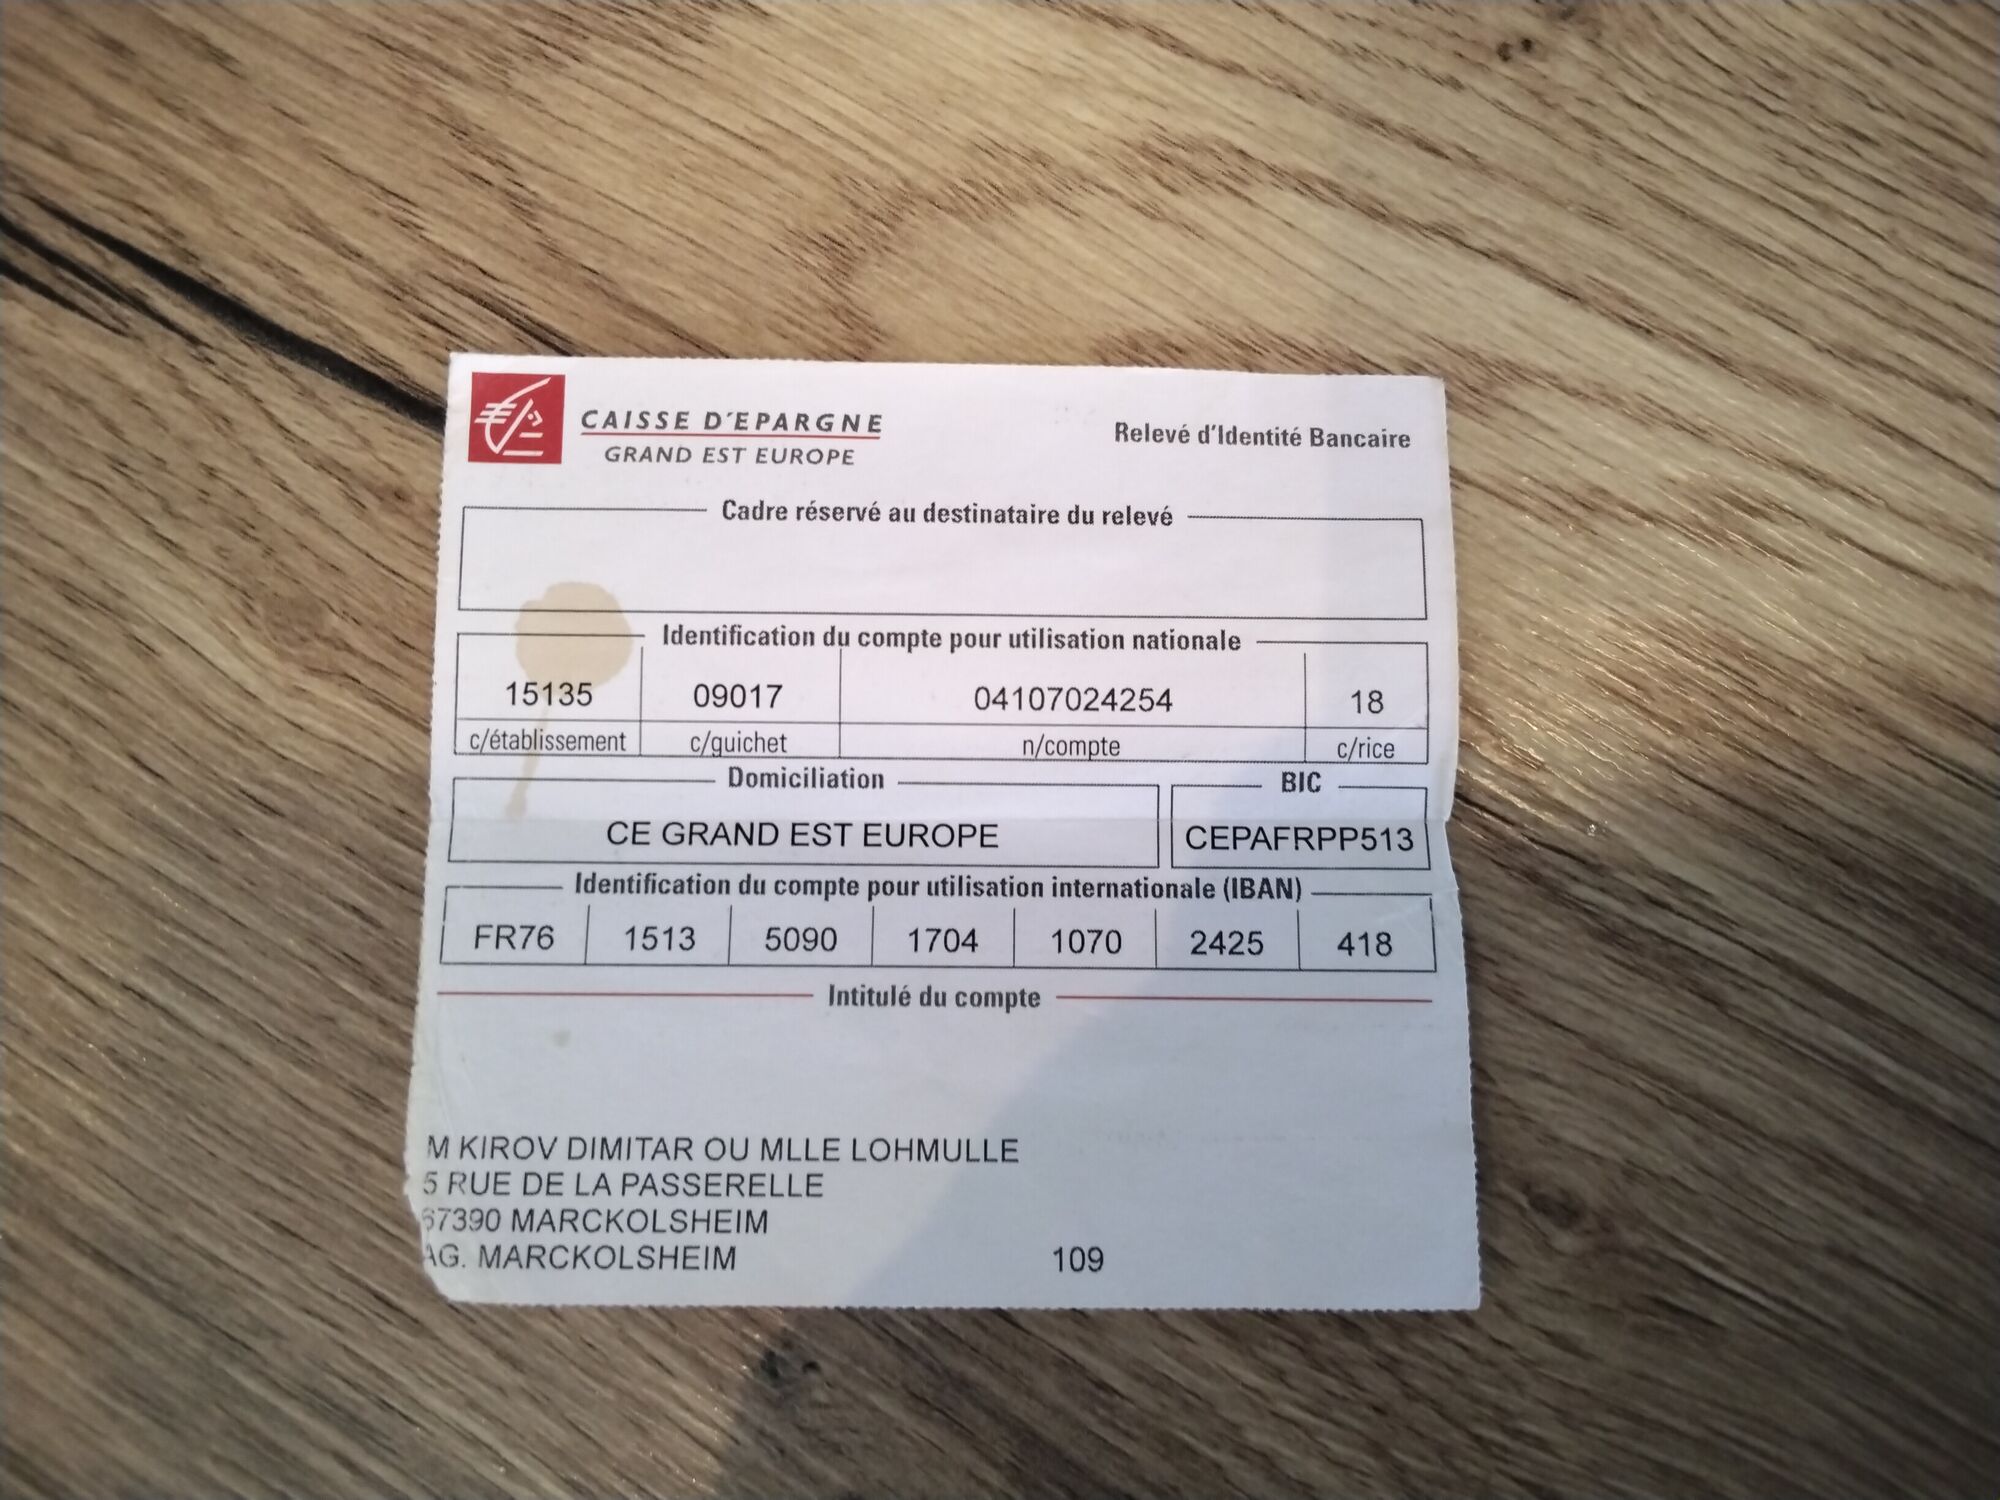 CAISSE D'EPARGNE
GRAND EST EUROPE
Relevé d'Identité Bancaire
Cadre réservé au destinataire du relevé
Identification du compte pour utilisation nationale
15135 09017 04107024254 18
c/établissement c/guichet n/compte c/rice
Domiciliation BIC
CE GRAND EST EUROPE CEPAFRPP513
Identification du compte pour utilisation internationale (IBAN)
FR76 1513 5090 1704 1070 2425 418
Intitulé du compte
M KIROV DIMITAR OU MLLE LOHMULLE
5 RUE DE LA PASSERELLE
67390 MARCKOLSHEIM
AG. MARCKOLSHEIM 109